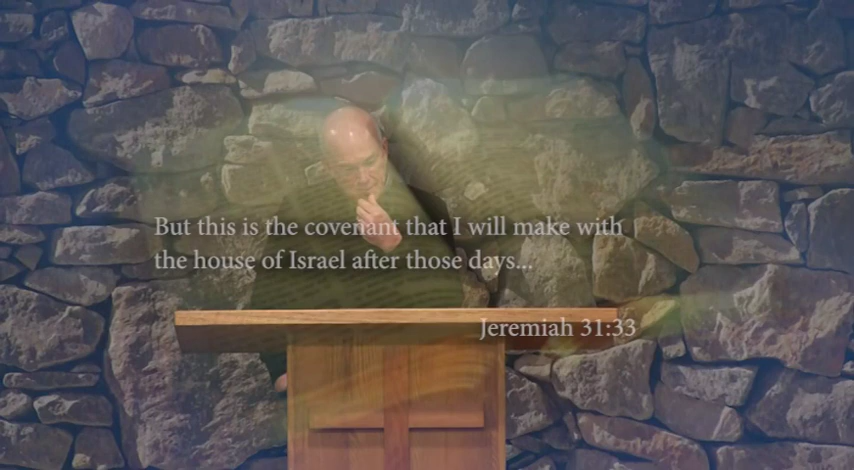 But this is the covenant that I will make with
the house of Israel after those days...
Jeremiah 31:33